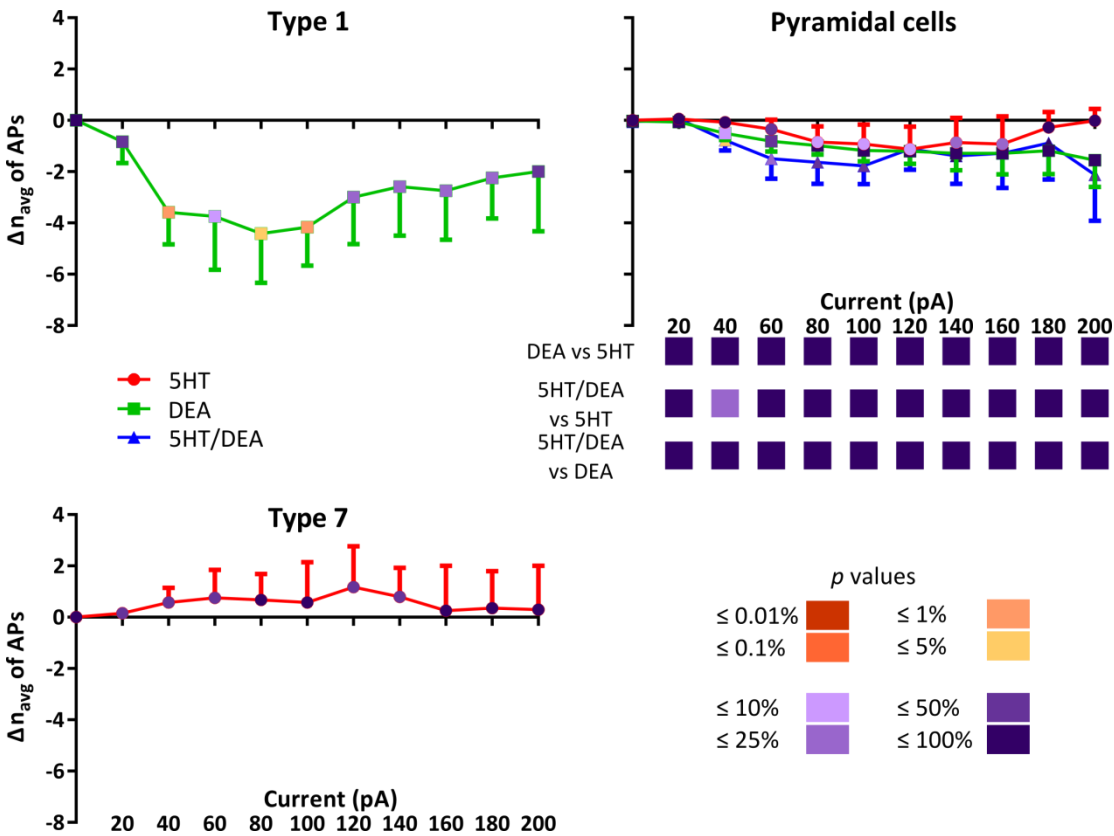 Type 1
4
2
0
-2
-4
-6
-8
Δn_avg of APs
Pyramidal cells
Current (pA)
20 40 60 80 100 120 140 160 180 200
DEA vs 5HT
5HT/DEA
vs 5HT
5HT/DEA
vs DEA
5HT
DEA
5HT/DEA
Type 7
4
2
0
-2
-4
-6
-8
Δn_avg of APs
Current (pA)
20 40 60 80 100 120 140 160 180 200
p values
≤ 0.01% ≤ 1%
≤ 0.1% ≤ 5%
≤ 10% ≤ 50%
≤ 25% ≤ 100%